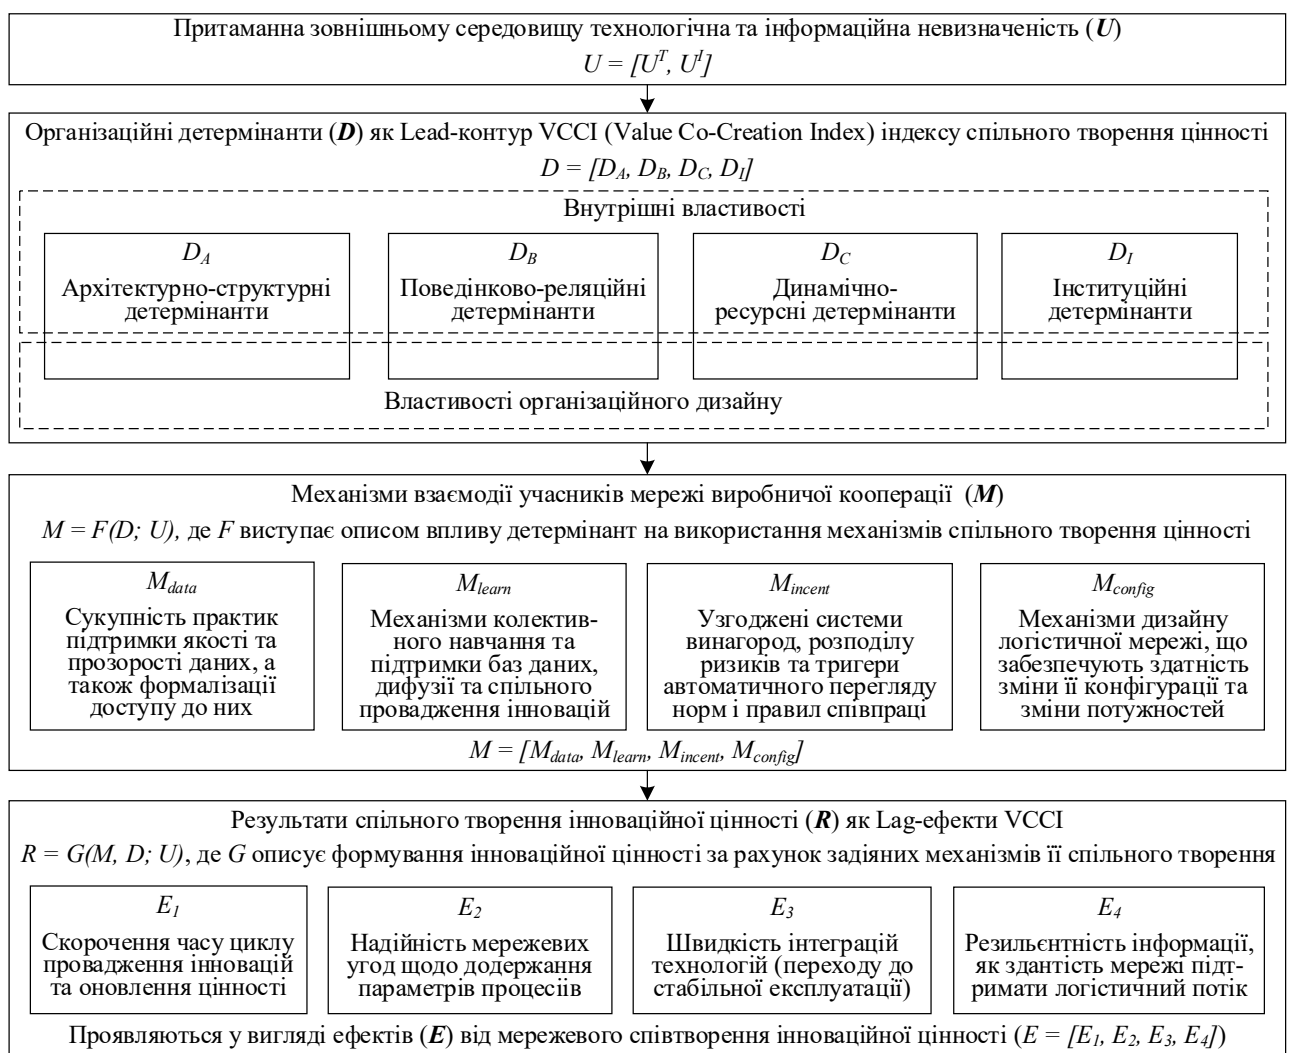 Притаманна зовнішньому середовищу технологічна та інформаційна невизначеність (U)
U = [U^T, U^I]
Організаційні детермінанти (D) як Lead-контур VCCI (Value Co-Creation Index) індексу спільного творення цінності
D = [D_A, D_B, D_C, D_I]
Внутрішні властивості
D_A
Архітектурно-структурні
детермінанти
D_B
Поведінково-реляційні
детермінанти
D_C
Динамічно-
ресурсні детермінанти
D_I
Інституційні
детермінанти
Властивості організаційного дизайну
Механізми взаємодії учасників мережі виробничої кооперації (M)
M = F(D; U), де F виступає описом впливу детермінант на використання механізмів спільного творення цінності
M_data
Сукупність практик
підтримки якості та
прозорості даних, а
також формалізації
доступу до них
M_learn
Механізми колектив-
ного навчання та
підтримки баз даних,
дифузії та спільного
провадження інновацій
M_incent
Узгоджені системи
винагород, розподілу
ризиків та тригери
автоматичного перегляду
норм і правил співпраці
M_config
Механізми дизайну
логістичної мережі, що
забезпечують здатність
зміни її конфігурації та
зміни потужностей
M = [M_data, M_learn, M_incent, M_config]
Результати спільного творення інноваційної цінності (R) як Lag-ефекти VCCI
R = G(M, D; U), де G описує формування інноваційної цінності за рахунок задіяних механізмів її спільного творення
E_1
Скорочення часу циклу
провадження інновацій
та оновлення цінності
E_2
Надійність мережевих
угод щодо додержання
параметрів процесіів
E_3
Швидкість інтеграцій
технологій (переходу до
стабільної експлуатації)
E_4
Резильєнтність інформації,
як здантість мережі підт-
римати логістичний потік
Проявляються у вигляді ефектів (E) від мережевого співтворення інноваційної цінності (E = [E_1, E_2, E_3, E_4])